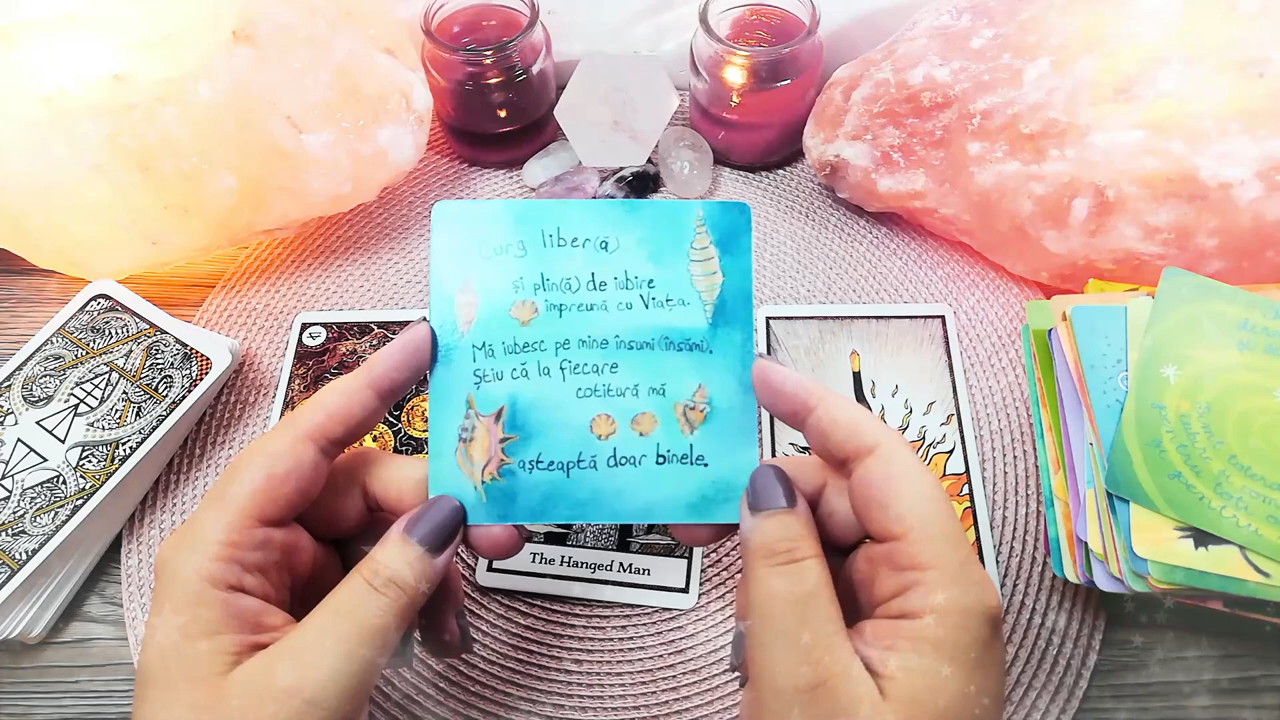 Curg liber(ă)
și plin(ă) de iubire
împreună cu Viața.
Mă iubesc pe mine însumi (însămi).
Știu că la fiecare
cotitură mă
așteaptă doar binele.
The Hanged Man
4